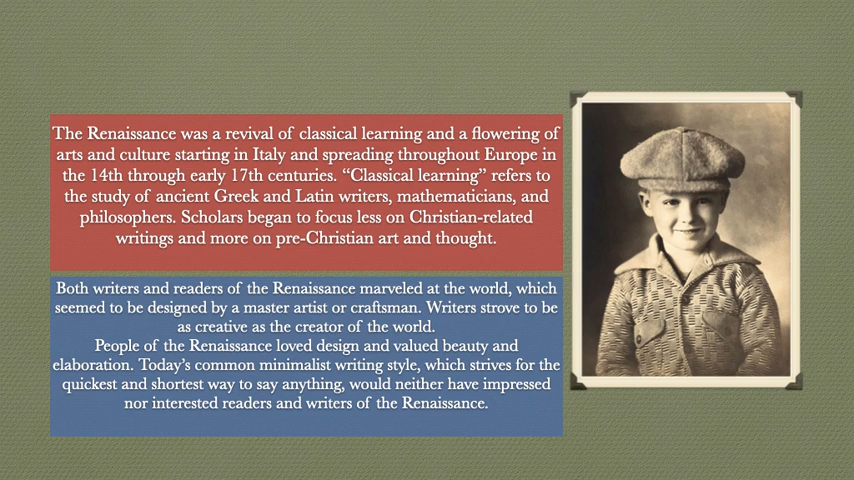 The Renaissance was a revival of classical learning and a flowering of
arts and culture starting in Italy and spreading throughout Europe in
the 14th through early 17th centuries. “Classical learning” refers to
the study of ancient Greek and Latin writers, mathematicians, and
philosophers. Scholars began to focus less on Christian-related
writings and more on pre-Christian art and thought.
Both writers and readers of the Renaissance marveled at the world, which
seemed to be designed by a master artist or craftsman. Writers strove to be
as creative as the creator of the world.
People of the Renaissance loved design and valued beauty and
elaboration. Today’s common minimalist writing style, which strives for the
quickest and shortest way to say anything, would neither have impressed
nor interested readers and writers of the Renaissance.